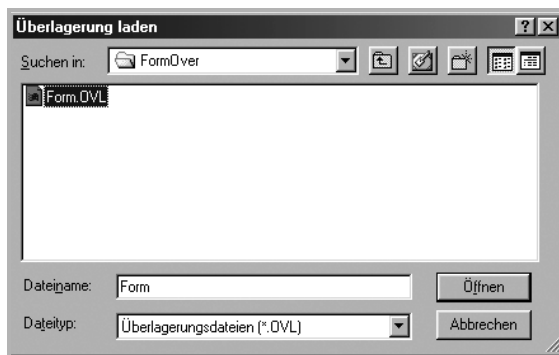 Überlagerung laden
Suchen in: FormOver
Form.OVL
Dateiname: Form Öffnen
Dateityp: Überlagerungsdateien (*.OVL) Abbrechen